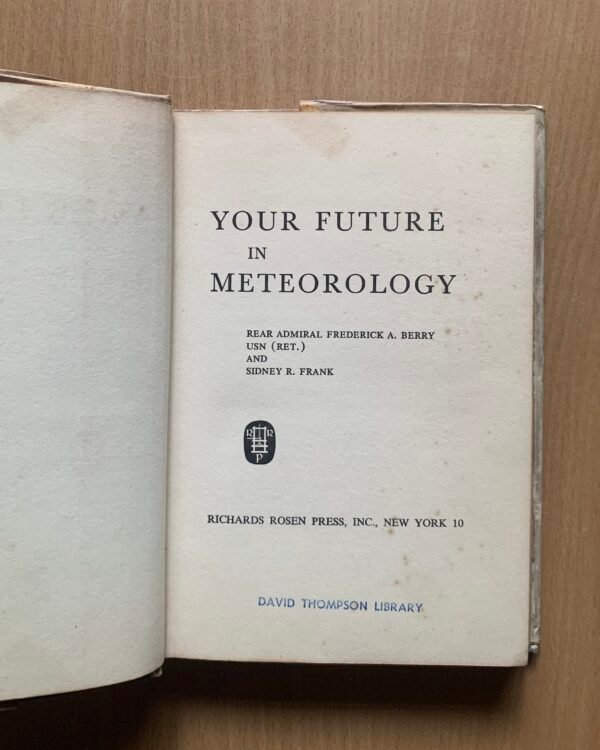 YOUR FUTURE
IN
METEOROLOGY
REAR ADMIRAL FREDERICK A. BERRY
USN (RET.)
AND
SIDNEY R. FRANK
R R
P
RICHARDS ROSEN PRESS, INC., NEW YORK 10
DAVID THOMPSON LIBRARY